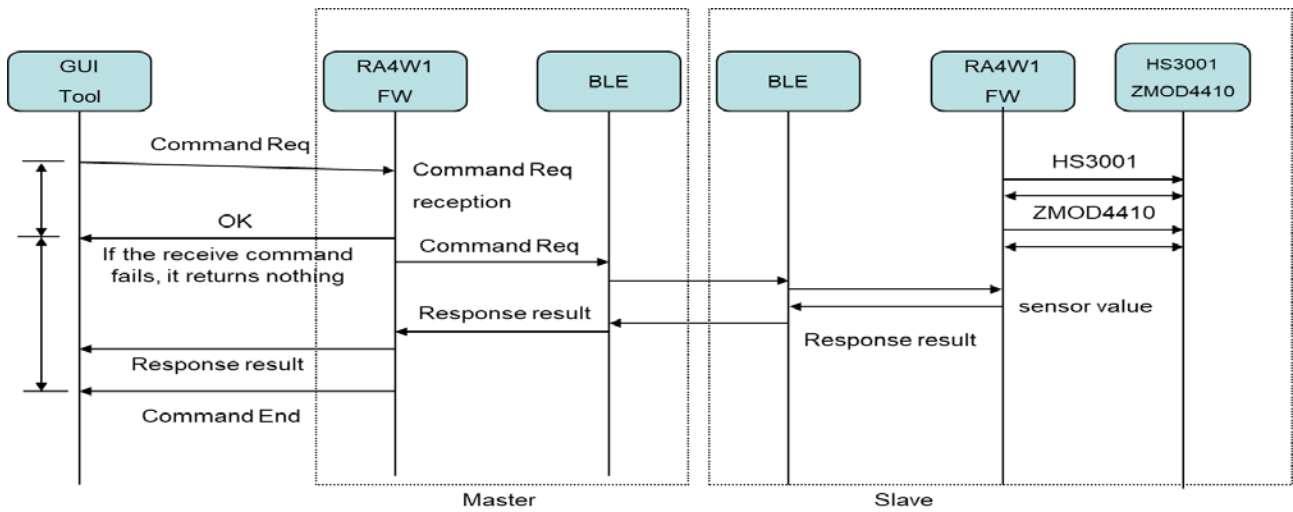 GUI
Tool
RA4W1
FW
BLE
BLE
RA4W1
FW
HS3001
ZMOD4410
Command Req
Command Req
reception
HS3001
OK
ZMOD4410
If the receive command
fails, it returns nothing
Command Req
Response result
sensor value
Response result
Response result
Command End
Master
Slave